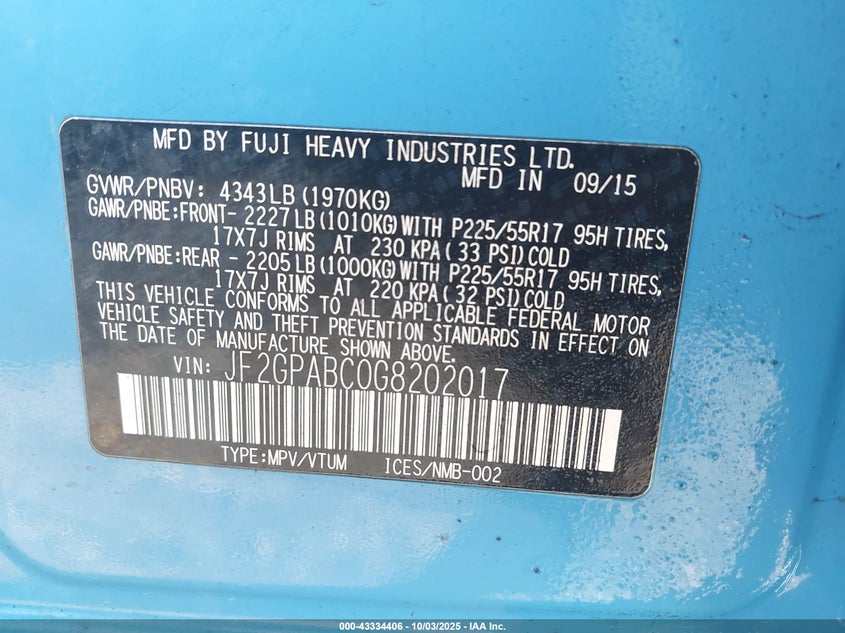 MFD BY FUJI HEAVY INDUSTRIES LTD.
MFD IN 09/15
GVWR/PNBV: 4343LB (1970KG)
GAWR/PNBE:FRONT- 2227LB (1010KG) WITH P225/55R17 95H TIRES,
17X7J RIMS AT 230 KPA ( 33 PSI) COLD
GAWR/PNBE:REAR - 2205LB (1000KG) WITH P225/55R17 95H TIRES,
17X7J RIMS AT 220 KPA ( 32 PSI) COLD
THIS VEHICLE CONFORMS TO ALL APPLICABLE FEDERAL MOTOR
VEHICLE SAFETY AND THEFT PREVENTION STANDARDS IN EFFECT ON
THE DATE OF MANUFACTURE SHOWN ABOVE.
VIN: JF2GPABC0G8202017
TYPE:MPV/VTUM ICES/NMB-002
000-43334406 - 10/03/2025 - IAA Inc.